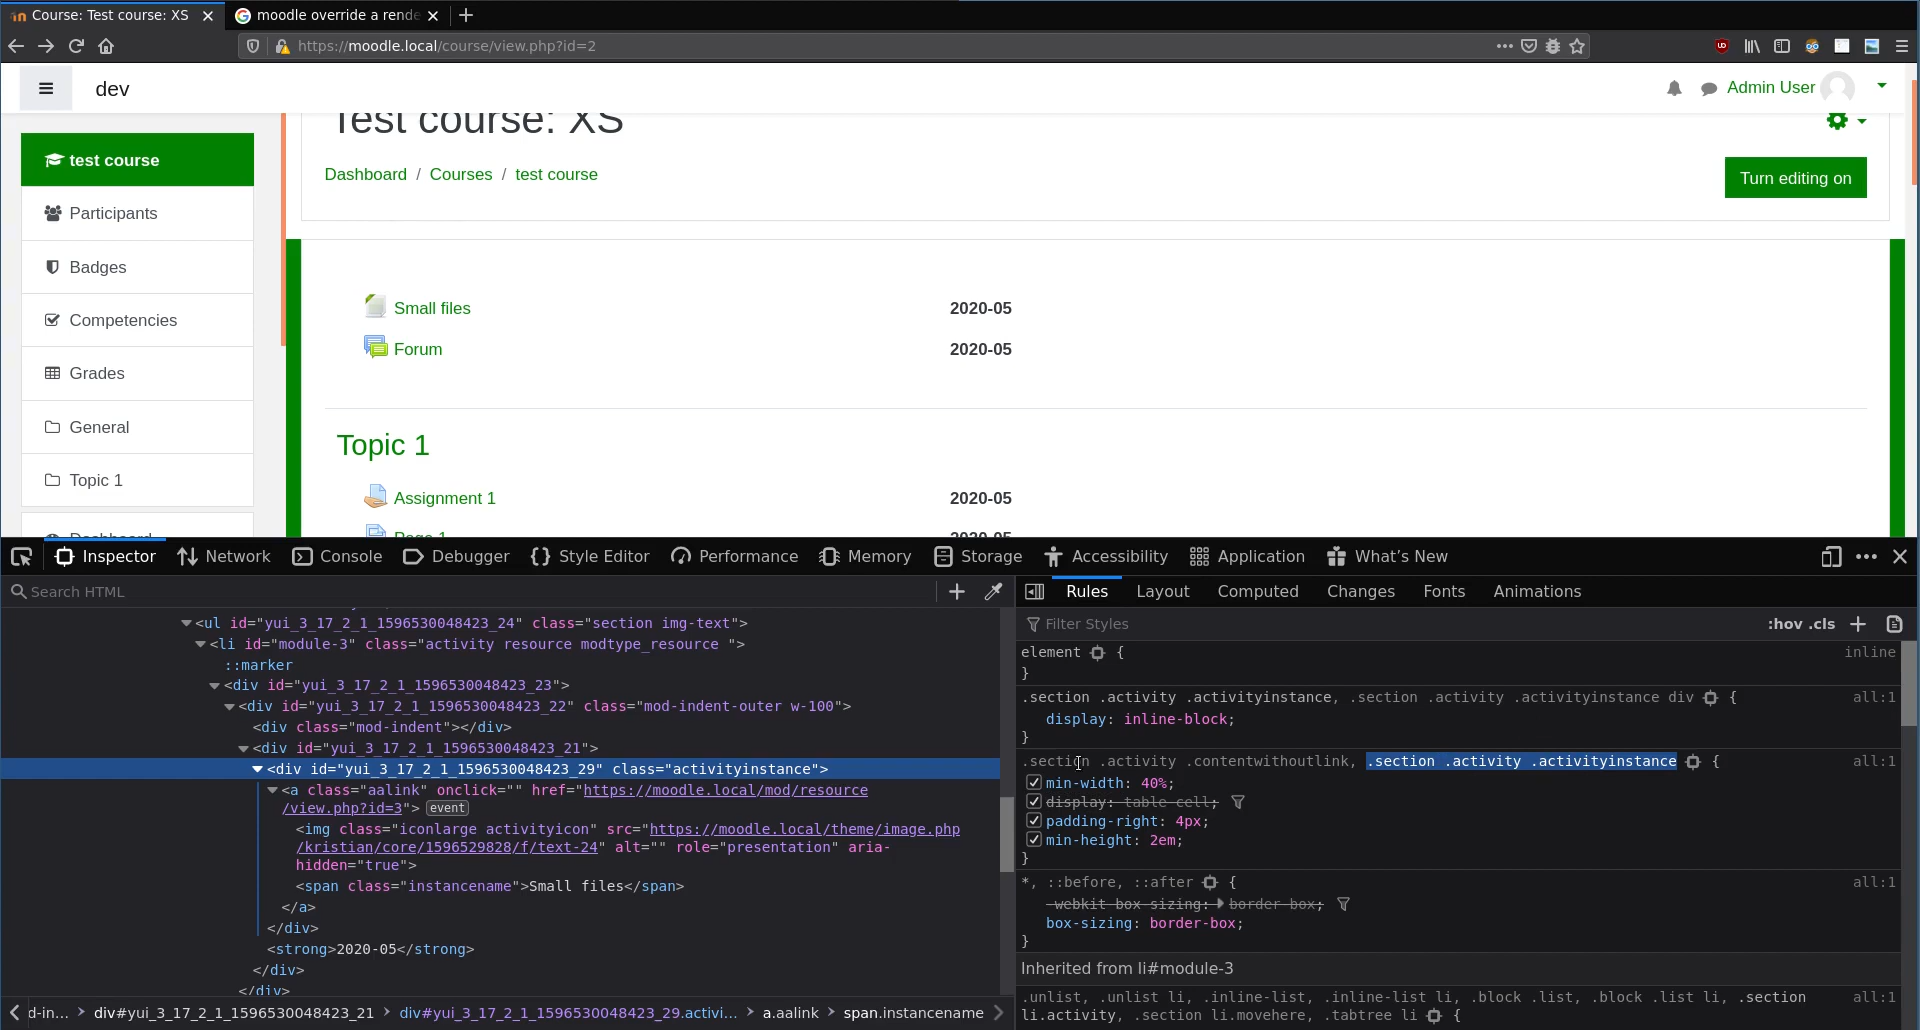 Course: Test course: XS
moodle override a rende
https://moodle.local/course/view.php?id=2
dev
Admin User
Test course: XS
Dashboard / Courses / test course
Turn editing on
test course
Participants
Badges
Competencies
Grades
General
Topic 1
Dashboard
Small files 2020-05
Forum 2020-05
Topic 1
Assignment 1 2020-05
Page 1 2020-05
Inspector Network Console Debugger Style Editor Performance Memory Storage Accessibility Application What's New
Search HTML
<ul id="yui_3_17_2_1_1596530048423_24" class="section img-text">
<li id="module-3" class="activity resource modtype_resource ">
::marker
<div id="yui_3_17_2_1_1596530048423_23">
<div id="yui_3_17_2_1_1596530048423_22" class="mod-indent-outer w-100">
<div class="mod-indent"></div>
<div id="yui_3_17_2_1_1596530048423_21">
<div id="yui_3_17_2_1_1596530048423_29" class="activityinstance">
<a class="aalink" onclick="" href="https://moodle.local/mod/resource
/view.php?id=3"> event
<img class="iconlarge activityicon" src="https://moodle.local/theme/image.php
/kristian/core/1596529828/f/text-24" alt="" role="presentation" aria-
hidden="true">
<span class="instancename">Small files</span>
</a>
</div>
<strong>2020-05</strong>
</div>
</div>
d-in... div#yui_3_17_2_1_1596530048423_21 div#yui_3_17_2_1_1596530048423_29.activi... a.aalink span.instancename
Rules Layout Computed Changes Fonts Animations
Filter Styles :hov .cls
element { inline
}
.section .activity .activityinstance, .section .activity .activityinstance div { all:1
display: inline-block;
}
.section .activity .contentwithoutlink, .section .activity .activityinstance { all:1
min-width: 40%;
display: table-cell;
padding-right: 4px;
min-height: 2em;
}
*, ::before, ::after { all:1
-webkit-box-sizing: border-box;
box-sizing: border-box;
}
Inherited from li#module-3
.unlist, .unlist li, .inline-list, .inline-list li, .block .list, .block .list li, .section all:1
li.activity, .section li.movehere, .tabtree li {